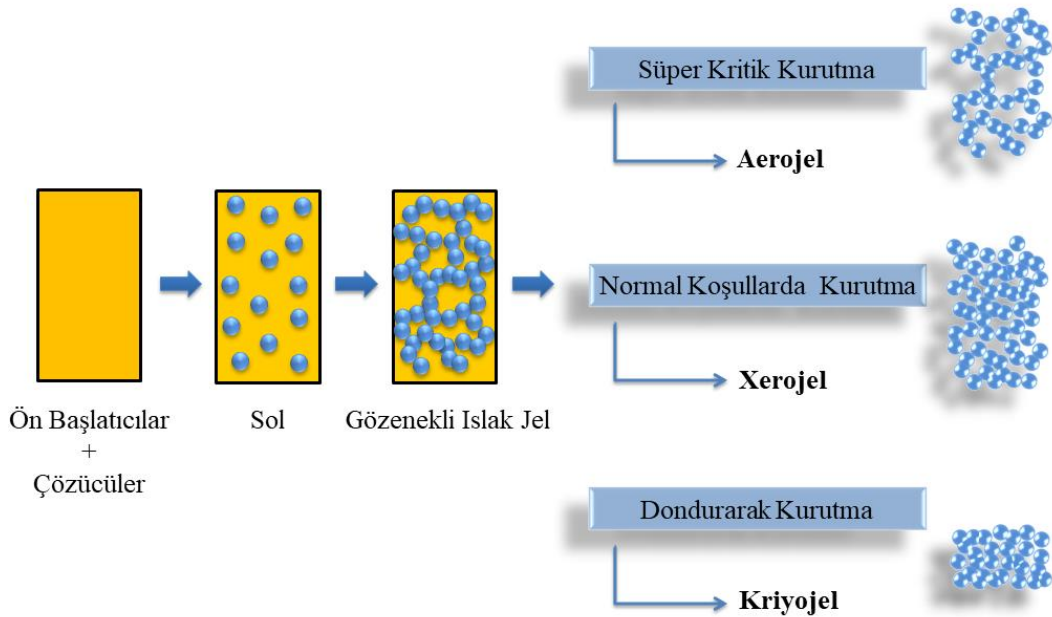 Ön Başlatıcılar
+
Çözücüler
Sol
Gözenekli Islak Jel
Süper Kritik Kurutma
Aerojel
Normal Koşullarda Kurutma
Xerojel
Dondurarak Kurutma
Kriyojel